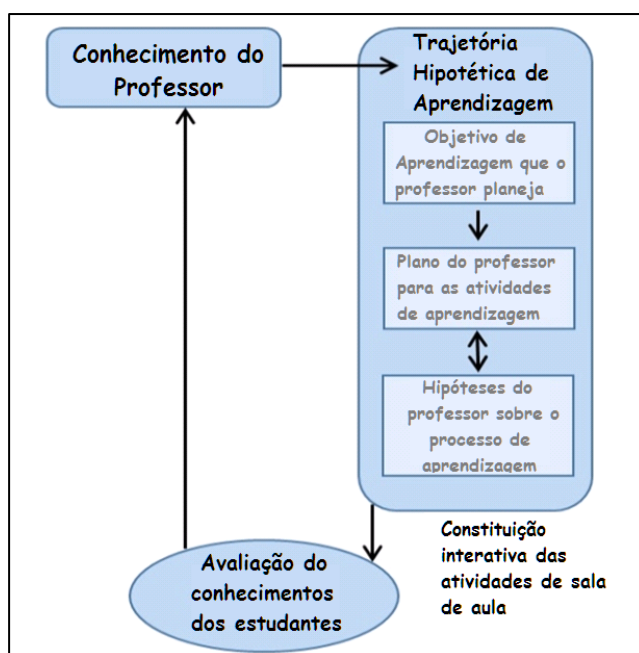 Conhecimento do
Professor
Trajetória
Hipotética de
Aprendizagem
Objetivo de
Aprendizagem que o
professor planeja
Plano do professor
para as atividades
de aprendizagem
Hipóteses do
professor sobre o
processo de
aprendizagem
Constituição
interativa das
atividades de sala
de aula
Avaliação do
conhecimentos
dos estudantes